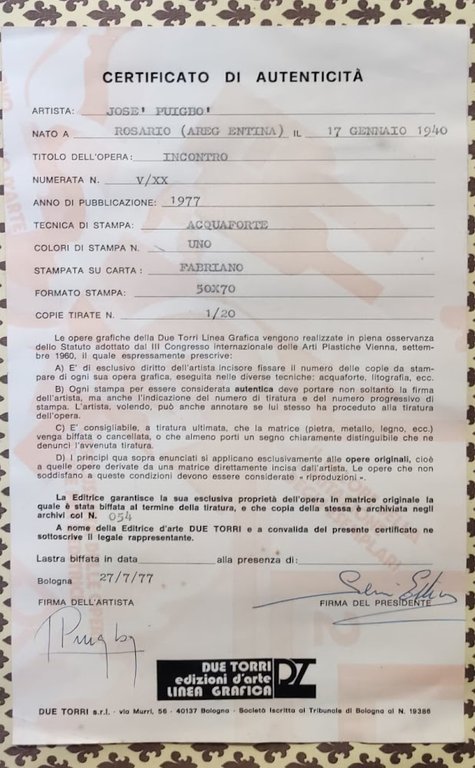 CERTIFICATO DI AUTENTICITÀ
ARTISTA: JOSE' PUIGBO'
NATO A ROSARIO (AREG ENTINA) IL 17 GENNAIO 1940
TITOLO DELL'OPERA: INCONTRO
NUMERATA N. V/XX
ANNO DI PUBBLICAZIONE: 1977
TECNICA DI STAMPA: ACQUAFORTE
COLORI DI STAMPA N. UNO
STAMPATA SU CARTA : FABRIANO
FORMATO STAMPA: 50X70
COPIE TIRATE N. 1/20
Le opere grafiche della Due Torri Linea Grafica vengono realizzate in piena osservanza
dello Statuto adottato dal III Congresso internazionale delle Arti Plastiche Vienna, settem-
bre 1960, il quale espressamente prescrive:
A) E' di esclusivo diritto dell'artista incisore fissare il numero delle copie da stam-
pare di ogni sua opera grafica, eseguita nelle diverse tecniche: acquaforte, litografia, ecc.
B) Ogni stampa per essere considerata autentica deve portare non soltanto la firma
dell'artista, ma anche l'indicazione del numero di tiratura e del numero progressivo di
stampa. L'artista, volendo, può anche annotare se lui stesso ha proceduto alla tiratura
dell'opera.
C) E' consigliabile, a tiratura ultimata, che la matrice (pietra, metallo, legno, ecc.)
venga biffata o cancellata, o che almeno porti un segno chiaramente distinguibile che ne
denunci l'avvenuta tiratura.
D) I principi qua sopra enunciati si applicano esclusivamente alle opere originali, cioè
a quelle opere derivate da una matrice direttamente incisa dall'artista. Le opere che non
soddisfano a queste condizioni devono essere considerate « riproduzioni ».
La Editrice garantisce la sua esclusiva proprietà dell'opera in matrice originale la
quale è stata biffata al termine della tiratura, e che copia della stessa è archiviata negli
archivi col N. 054
A nome della Editrice d'arte DUE TORRI e a convalida del presente certificato ne
sottoscrive il legale rappresentante.
Lastra biffata in data alla presenza di:
Bologna 27/7/77
FIRMA DELL'ARTISTA FIRMA DEL PRESIDENTE
DUE TORRI
edizioni d'arte
LINEA GRAFICA
DUE TORRI s.r.l. - via Murri, 56 - 40137 Bologna - Società Iscritta al Tribunale di Bologna al N. 19386